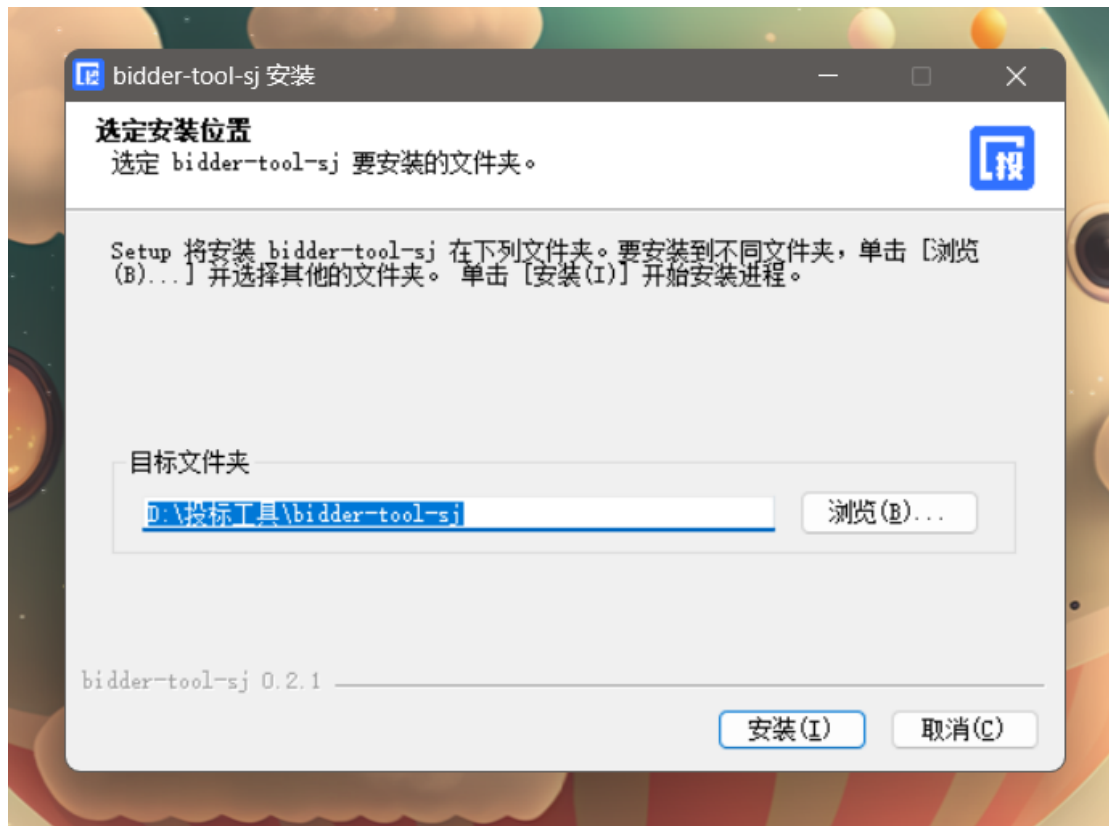 投
bidder-tool-sj 安装
选定安装位置
选定 bidder-tool-sj 要安装的文件夹。
投
Setup 将安装 bidder-tool-sj 在下列文件夹。要安装到不同文件夹，单击 [浏览
(B)...] 并选择其他的文件夹。 单击 [安装(I)] 开始安装进程。
目标文件夹
D:\投标工具\bidder-tool-sj
浏览(B)...
bidder-tool-sj 0.2.1
安装(I)
取消(C)